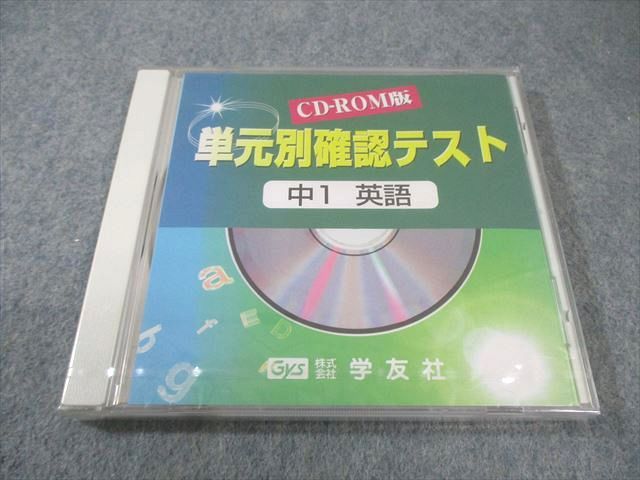 CD-ROM版
単元別確認テスト
中1 英語
a
f E D
b g
Gys 株式会社 学友社